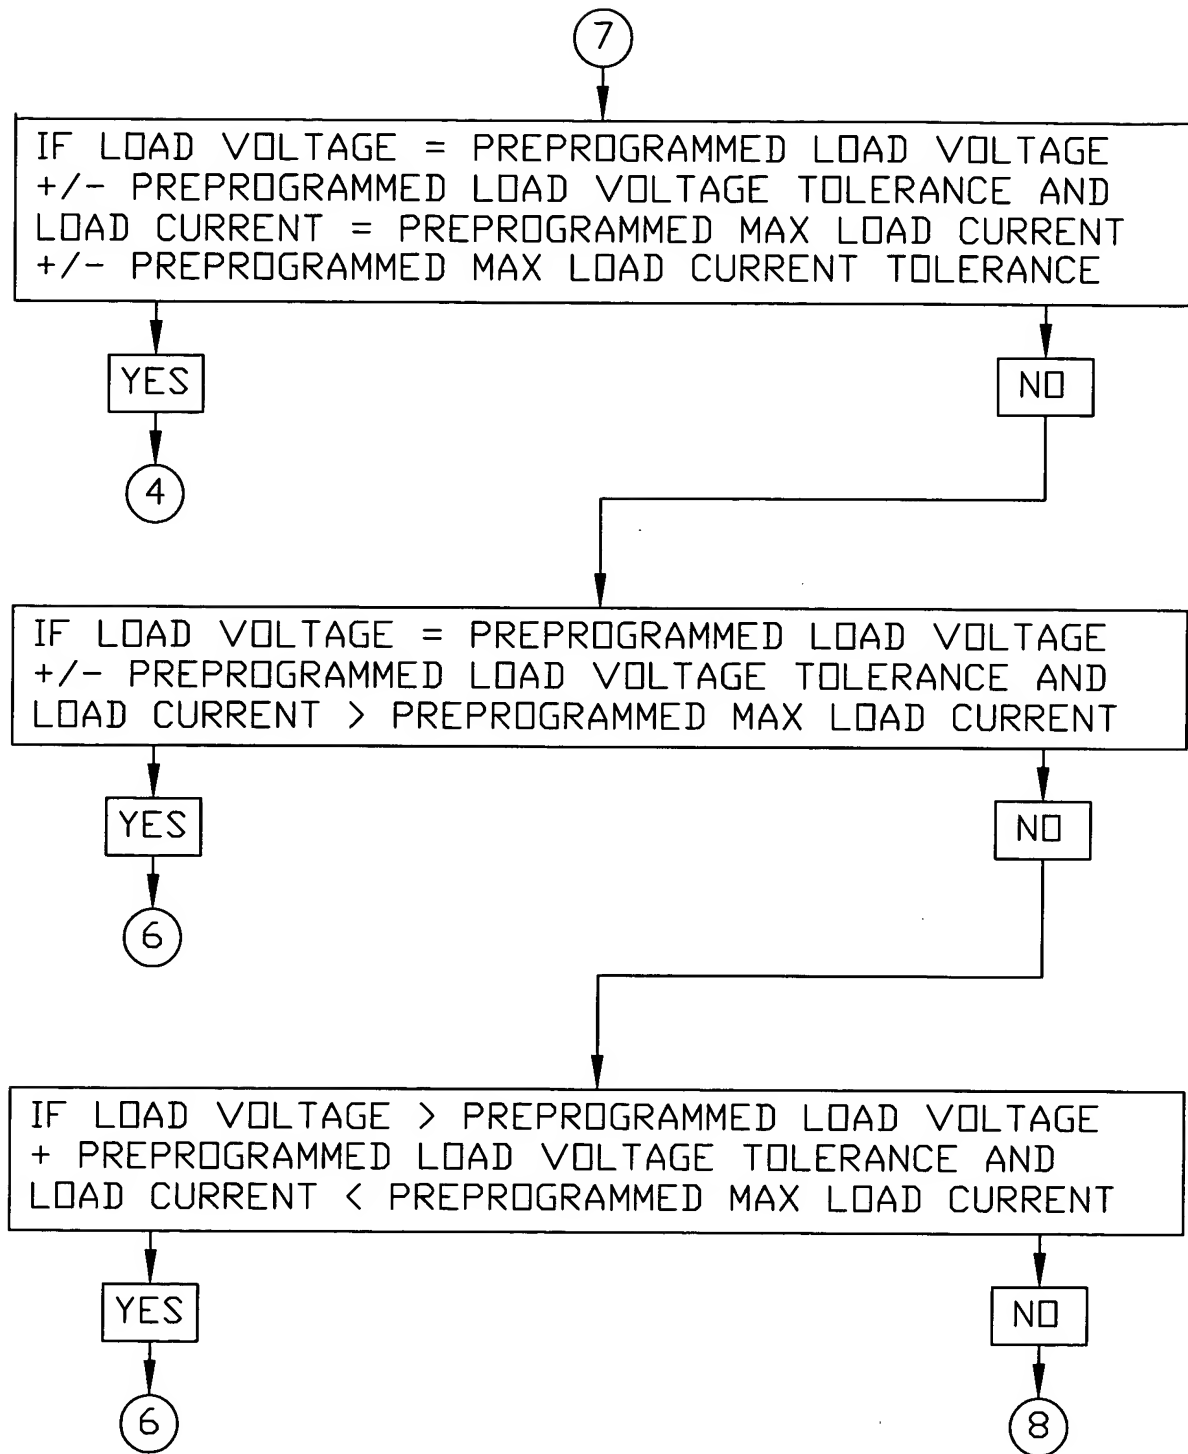 7
IF LOAD VOLTAGE = PREPROGRAMMED LOAD VOLTAGE
+/- PREPROGRAMMED LOAD VOLTAGE TOLERANCE AND
LOAD CURRENT = PREPROGRAMMED MAX LOAD CURRENT
+/- PREPROGRAMMED MAX LOAD CURRENT TOLERANCE
YES
NO
4
IF LOAD VOLTAGE = PREPROGRAMMED LOAD VOLTAGE
+/- PREPROGRAMMED LOAD VOLTAGE TOLERANCE AND
LOAD CURRENT > PREPROGRAMMED MAX LOAD CURRENT
YES
NO
6
IF LOAD VOLTAGE > PREPROGRAMMED LOAD VOLTAGE
+ PREPROGRAMMED LOAD VOLTAGE TOLERANCE AND
LOAD CURRENT < PREPROGRAMMED MAX LOAD CURRENT
YES
NO
6
8